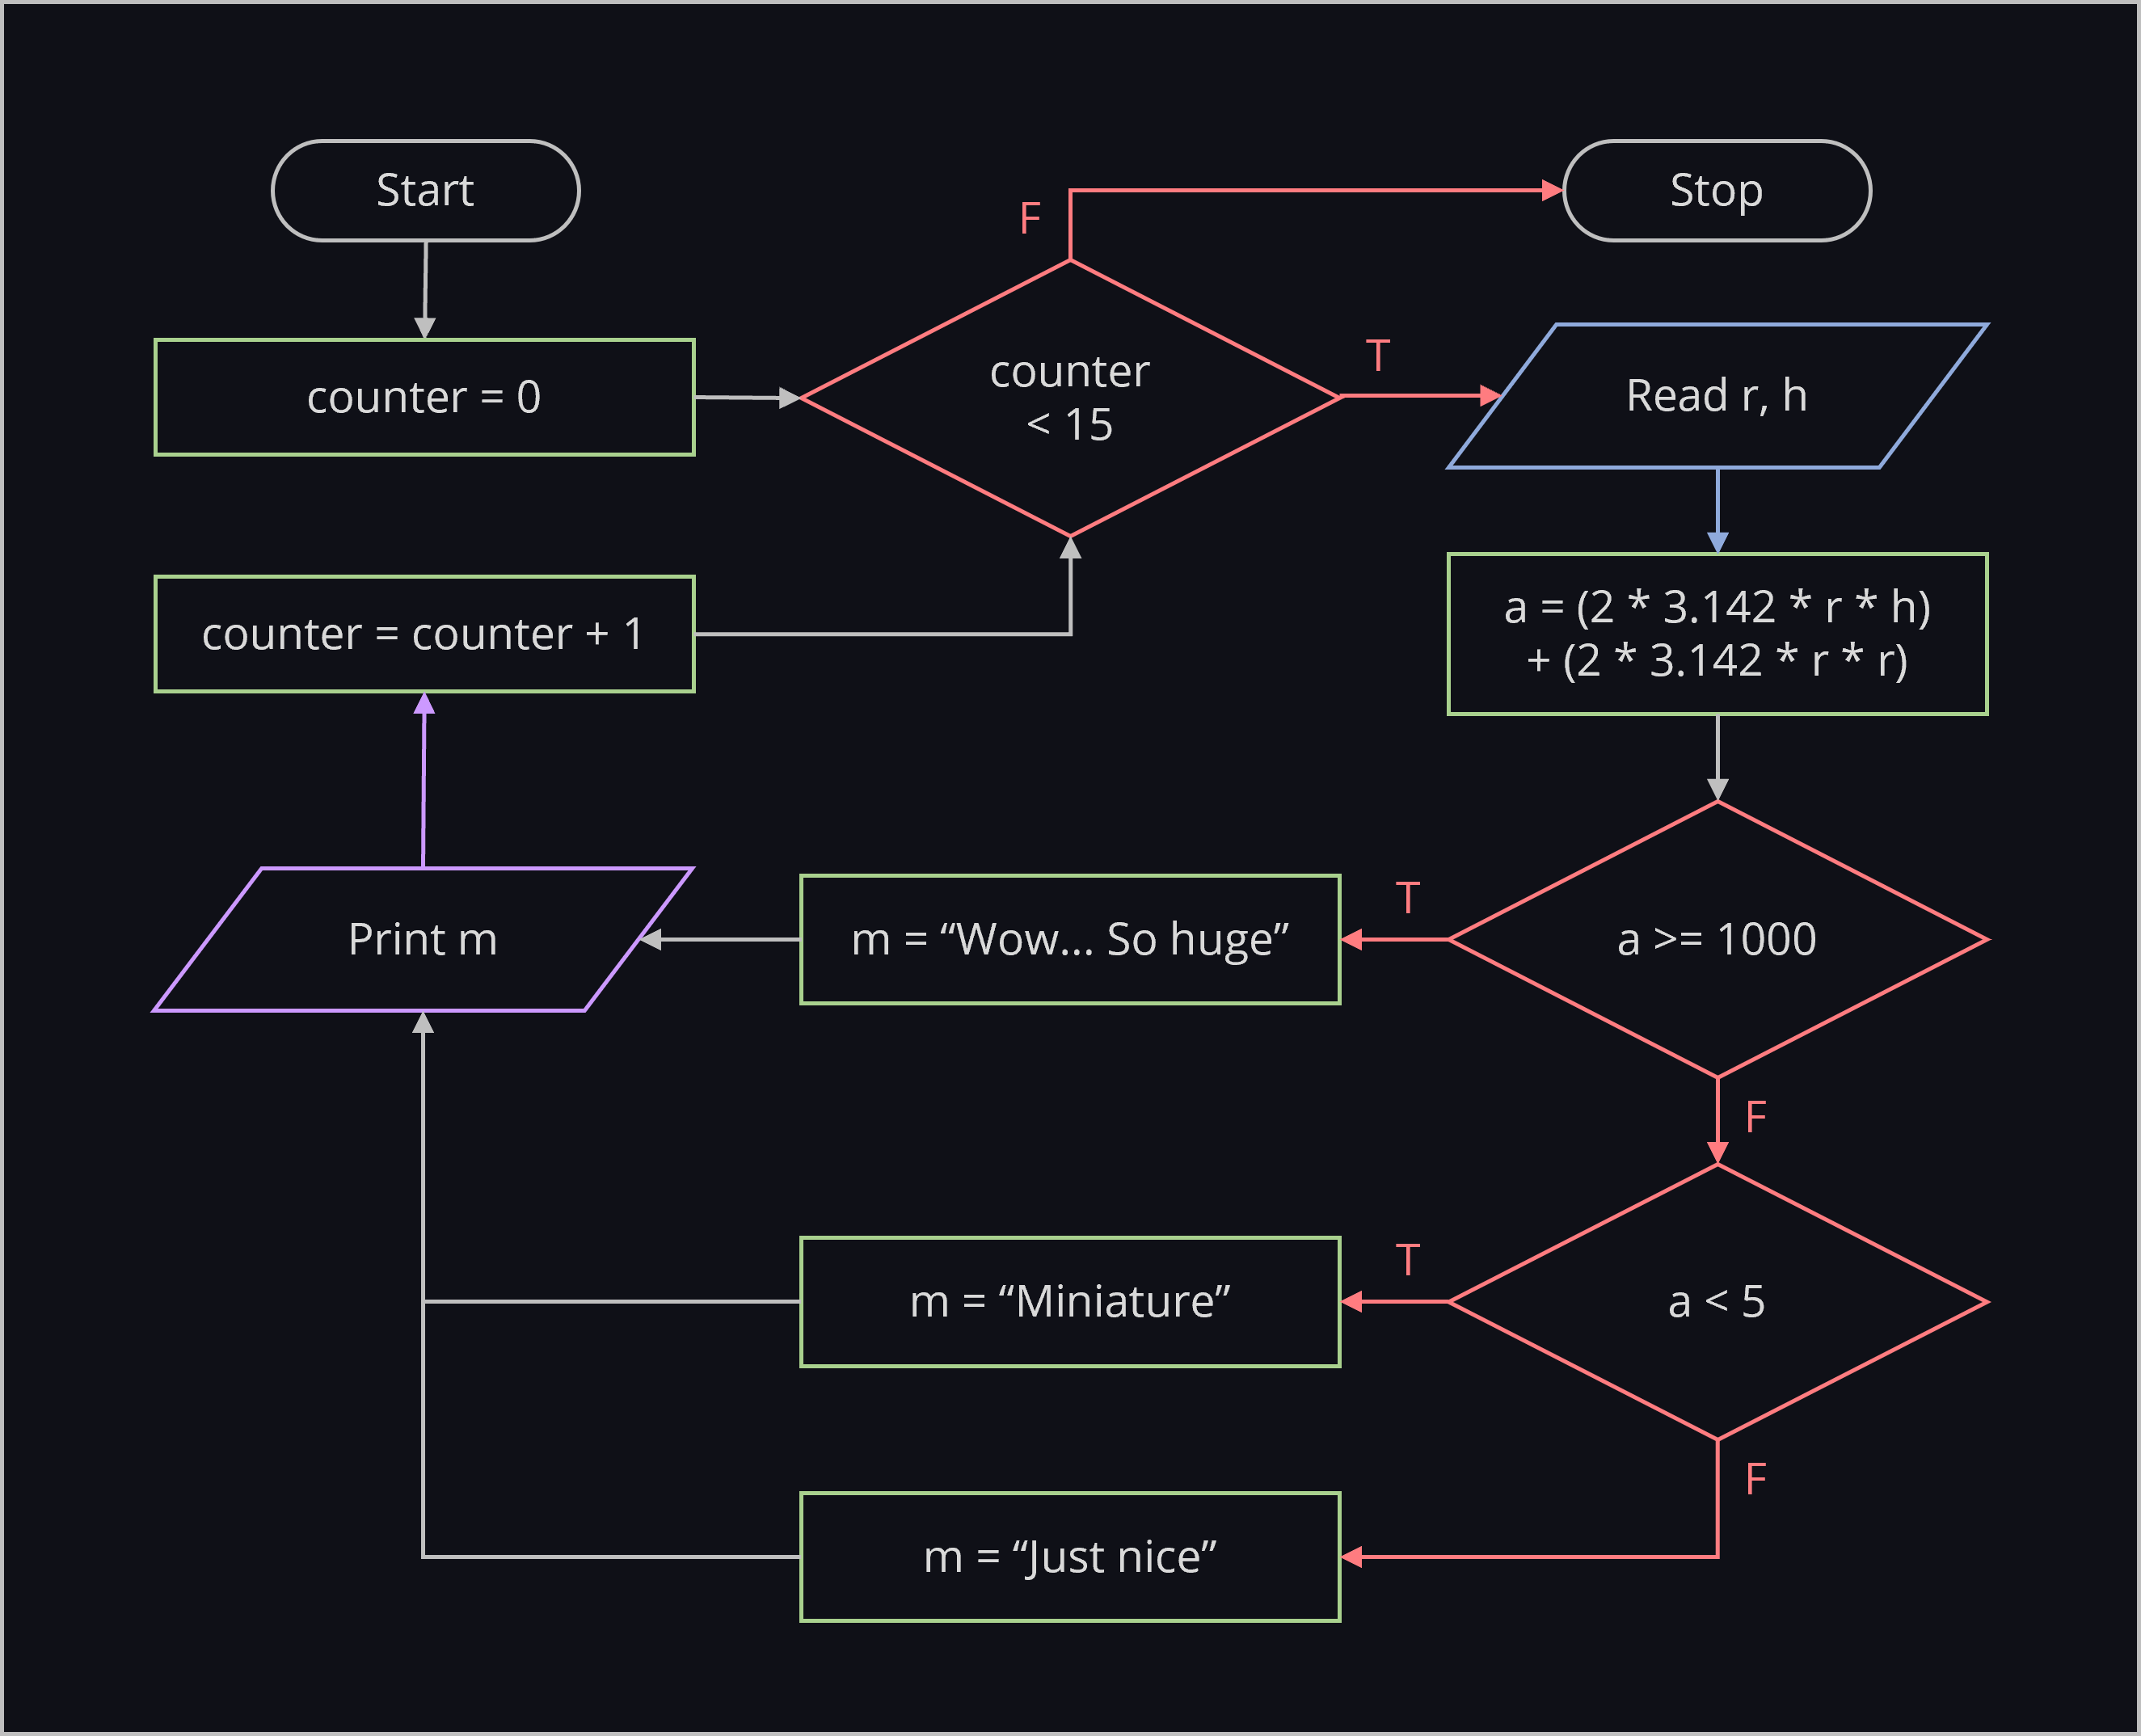 Start
Stop
F
counter = 0
counter
< 15
T
Read r, h
counter = counter + 1
a = (2 * 3.142 * r * h)
+ (2 * 3.142 * r * r)
Print m
m = “Wow... So huge”
T
a >= 1000
F
m = “Miniature”
T
a < 5
F
m = “Just nice”